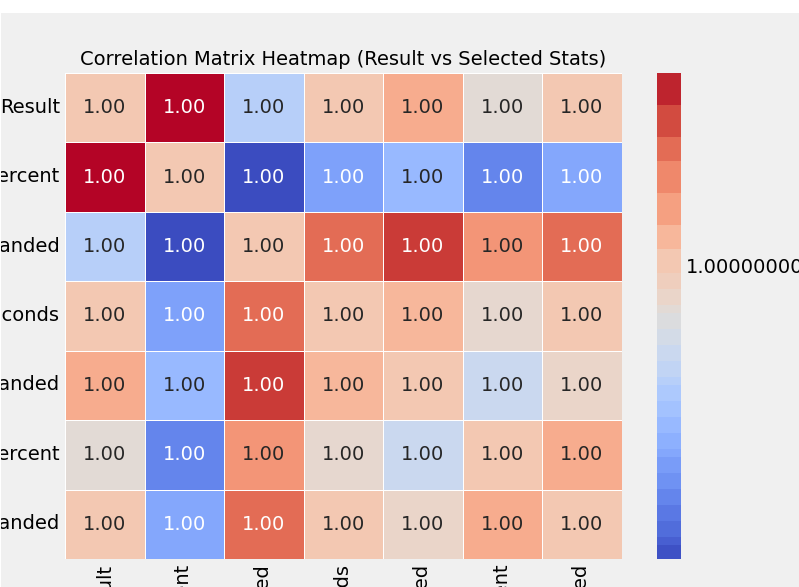 Correlation Matrix Heatmap (Result vs Selected Stats)
Result 1.00 1.00 1.00 1.00 1.00 1.00 1.00
ercent 1.00 1.00 1.00 1.00 1.00 1.00 1.00
anded 1.00 1.00 1.00 1.00 1.00 1.00 1.00
1.00000000
conds 1.00 1.00 1.00 1.00 1.00 1.00 1.00
anded 1.00 1.00 1.00 1.00 1.00 1.00 1.00
ercent 1.00 1.00 1.00 1.00 1.00 1.00 1.00
anded 1.00 1.00 1.00 1.00 1.00 1.00 1.00
ult nt ed ds ed nt ed